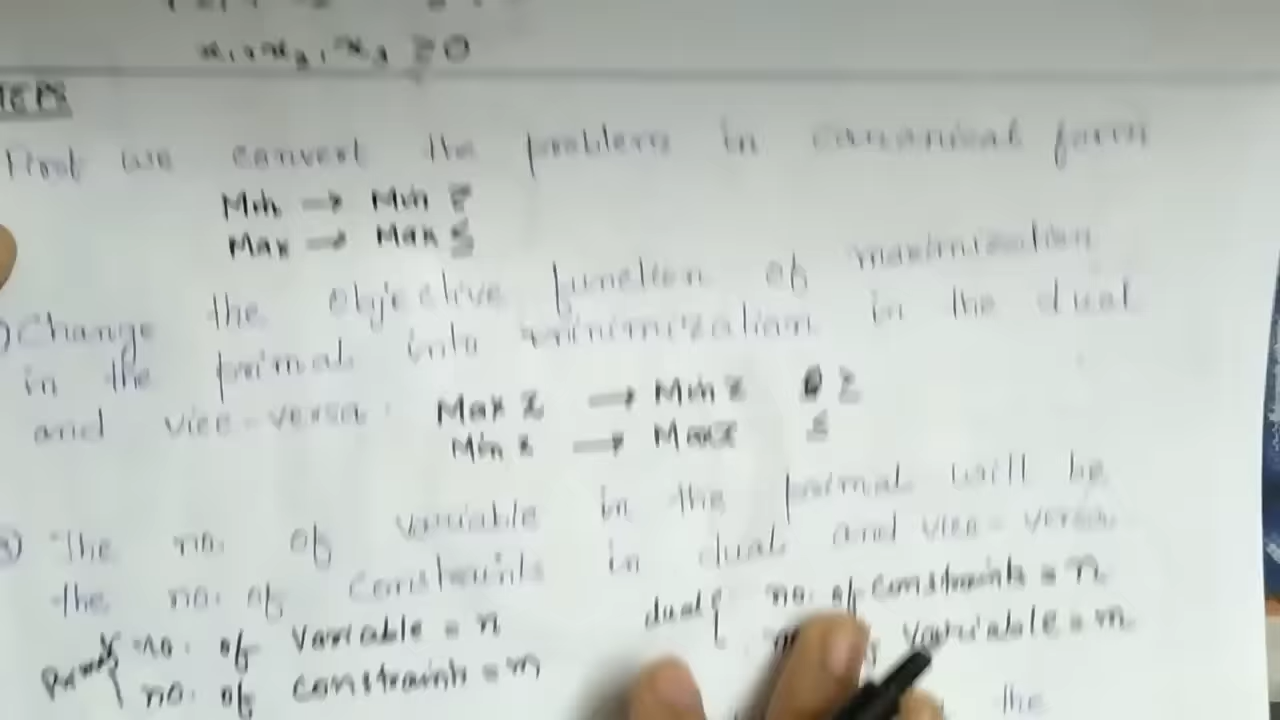 x₁, x₂, x₃ ≥ 0
STEPS
First we convert the problem in canonical form
Min → Min ≥
Max → Max ≤
Change the objective function of maximization
in the primal into minimization in the dual
and vice-versa.
Max Z → Min Z ≥
Min Z → Max Z ≤
3) The no. of variable in the primal will be
the no. of constraints in dual and vice-versa
Primal { no. of variable = n
no. of constraints = m
dual { no. of constraints = n
variable = m
the